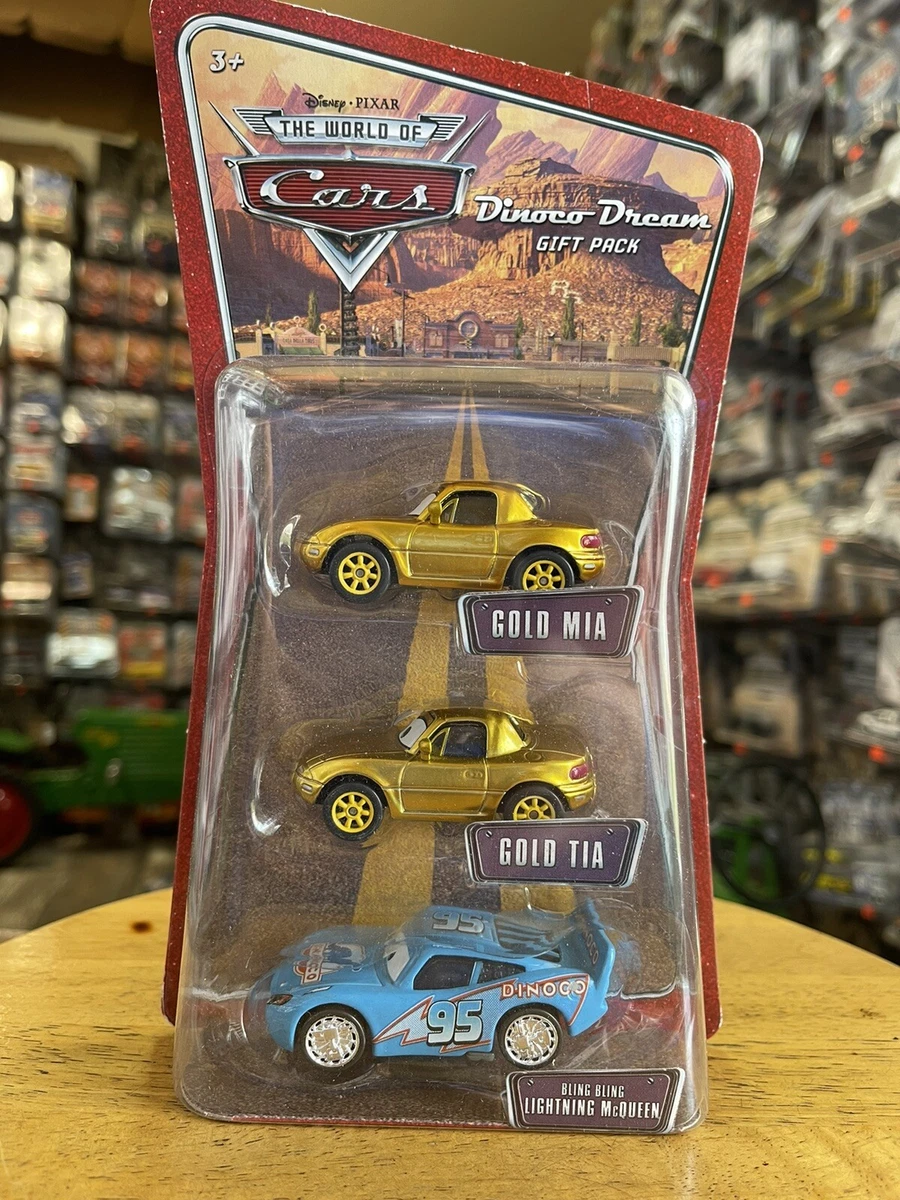 3+
Disney · PIXAR
THE WORLD OF
Cars
Dinoco Dream
GIFT PACK
GOLD MIA
GOLD TIA
95
DINOCO
95
BLING BLING
LIGHTNING McQUEEN